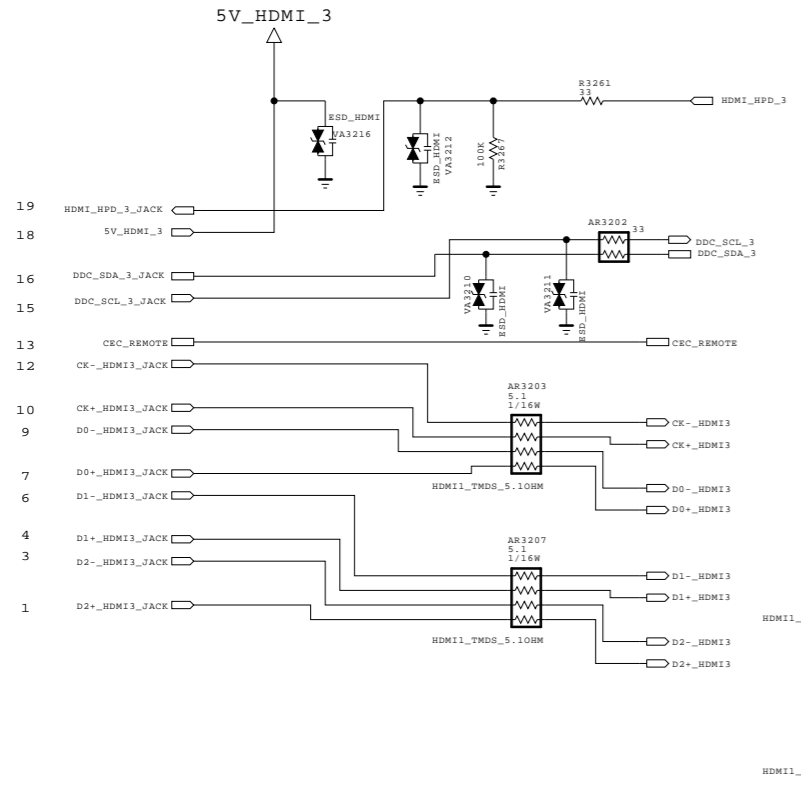 5V_HDMI_3
R3261
33
HDMI_HPD_3
ESD_HDMI
VA3216
ESD_HDMI
VA3212
100K
R3267
19
HDMI_HPD_3_JACK
18
5V_HDMI_3
AR3202
33
DDC_SCL_3
DDC_SDA_3
16
DDC_SDA_3_JACK
15
DDC_SCL_3_JACK
VA3210
ESD_HDMI
VA3211
ESD_HDMI
13
CEC_REMOTE
CEC_REMOTE
12
CK-_HDMI3_JACK
AR3203
5.1
1/16W
10
CK+_HDMI3_JACK
CK-_HDMI3
9
D0-_HDMI3_JACK
CK+_HDMI3
7
D0+_HDMI3_JACK
HDMI1_TMDS_5.1OHM
D0-_HDMI3
6
D1-_HDMI3_JACK
D0+_HDMI3
4
D1+_HDMI3_JACK
AR3207
5.1
1/16W
3
D2-_HDMI3_JACK
D1-_HDMI3
D1+_HDMI3
1
D2+_HDMI3_JACK
HDMI1_
HDMI1_TMDS_5.1OHM
D2-_HDMI3
D2+_HDMI3
HDMI1_